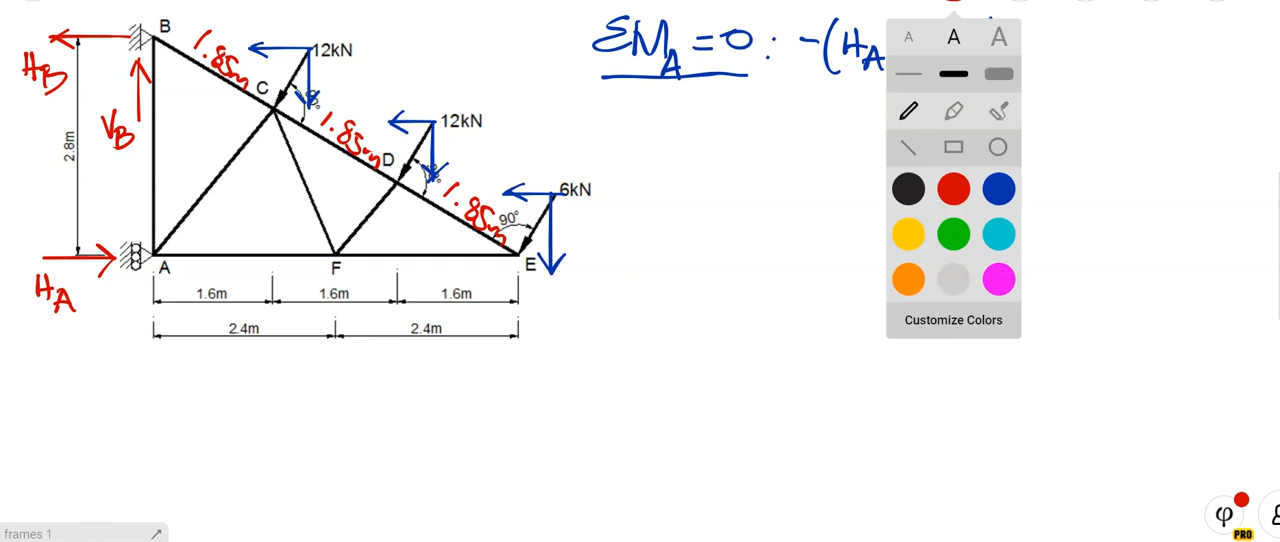 B
H_B
V_B
2.8m
1.85m
C
12kN
1.85m
D
12kN
1.85m
90°
6kN
A
H_A
F
E
1.6m
1.6m
1.6m
2.4m
2.4m
ΣM_A = 0 : -(H_A
A A A
Customize Colors
frames 1
φ
PRO